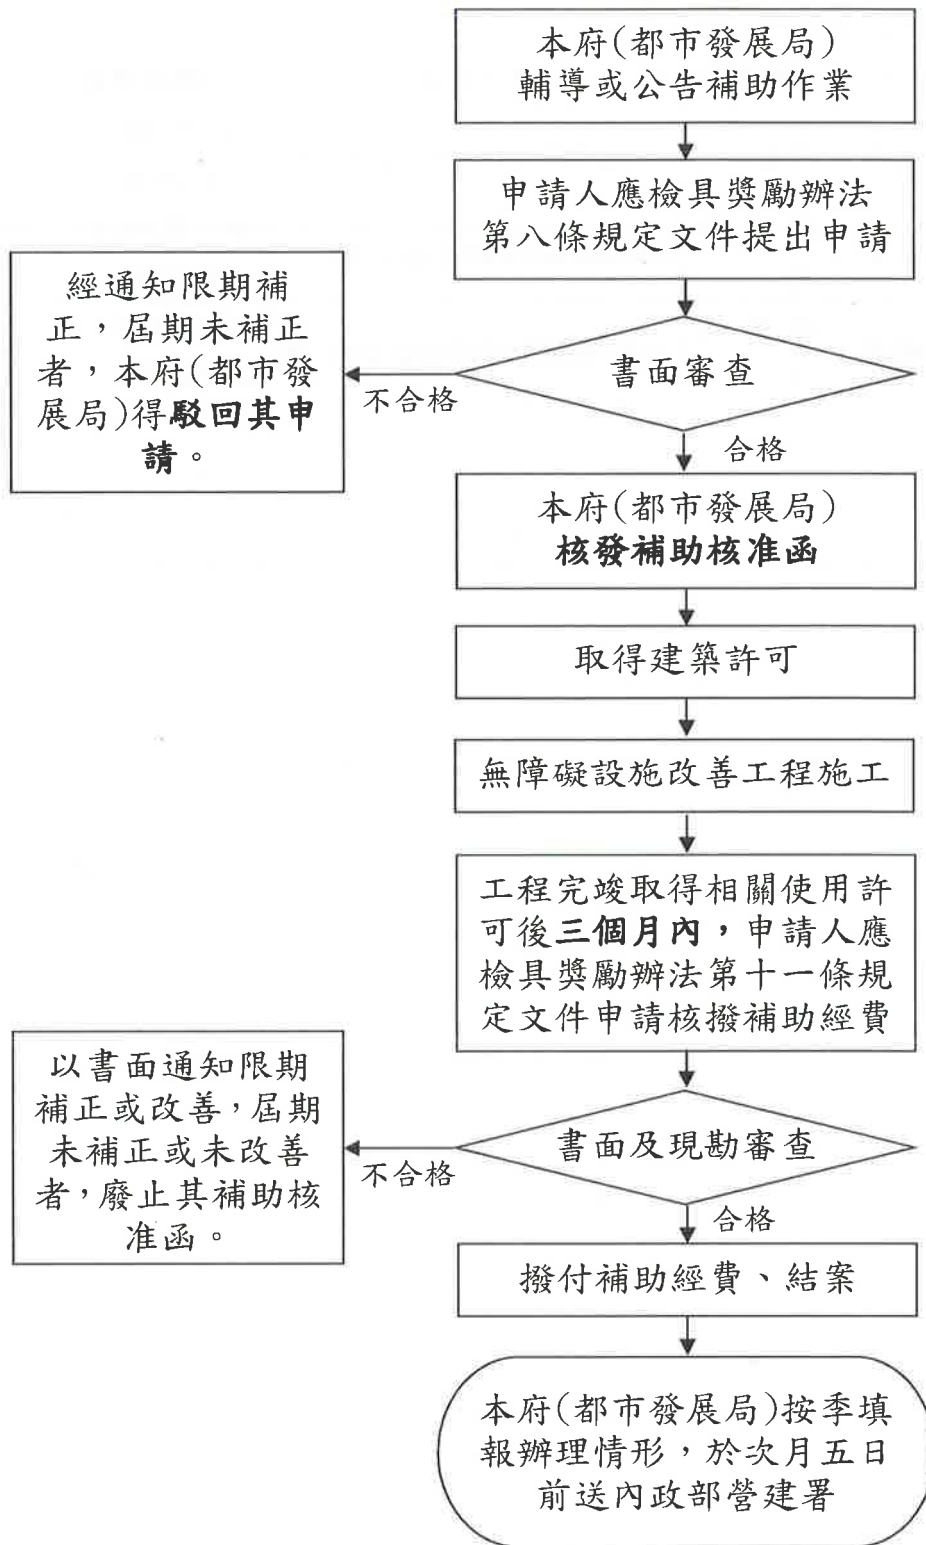 本府(都市發展局)
輔導或公告補助作業
申請人應檢具獎勵辦法
第八條規定文件提出申請
書面審查
不合格
經通知限期補
正，屆期未補正
者，本府(都市發
展局)得駁回其申
請。
合格
本府(都市發展局)
核發補助核准函
取得建築許可
無障礙設施改善工程施工
工程完竣取得相關使用許
可後三個月內，申請人應
檢具獎勵辦法第十一條規
定文件申請核撥補助經費
書面及現勘審查
不合格
以書面通知限期
補正或改善，屆期
未補正或未改善
者，廢止其補助核
准函。
合格
撥付補助經費、結案
本府(都市發展局)按季填
報辦理情形，於次月五日
前送內政部營建署